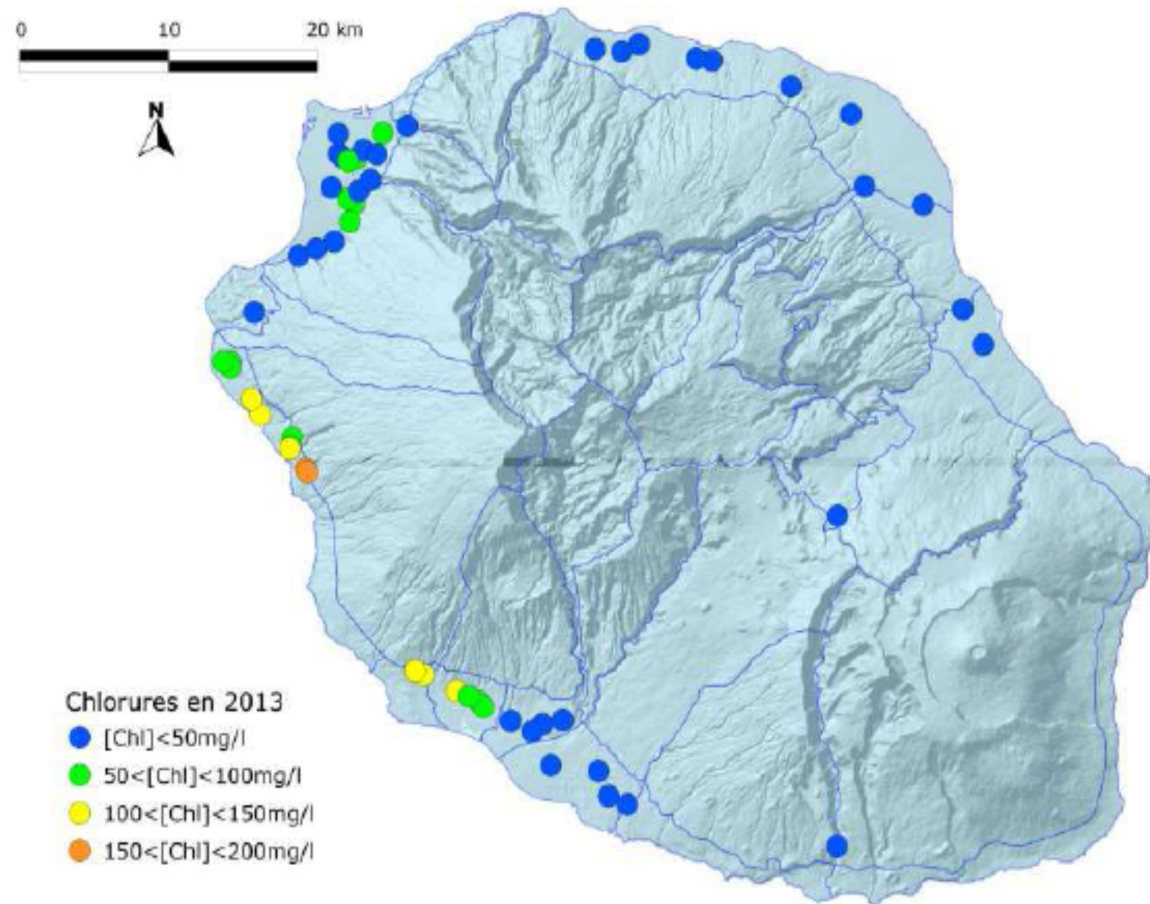 0 10 20 km
N
Chlorures en 2013
[Chl]<50mg/l
50<[Chl]<100mg/l
100<[Chl]<150mg/l
150<[Chl]<200mg/l